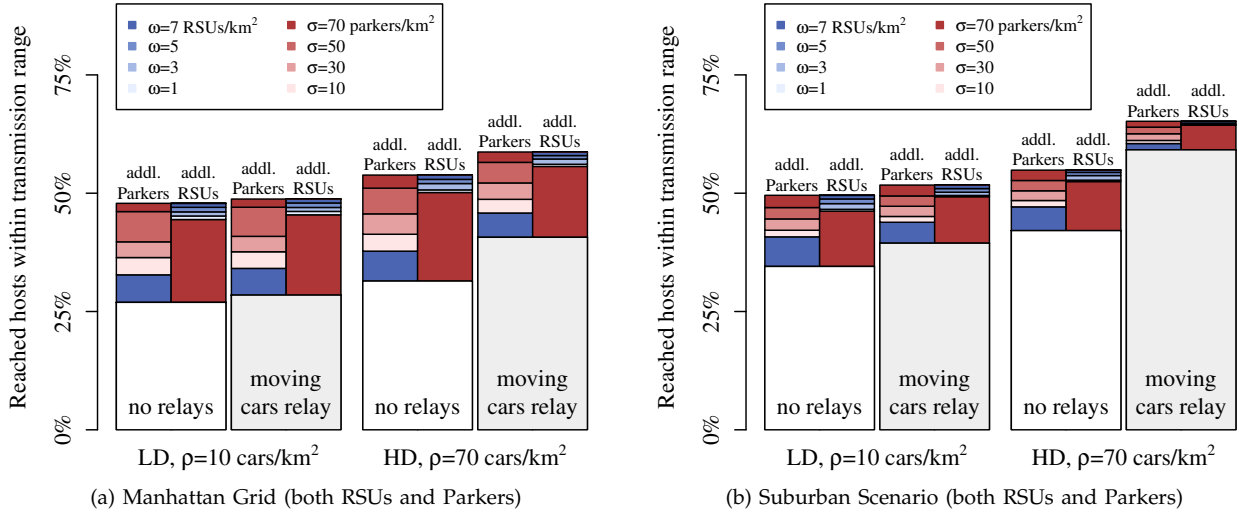 Reached hosts within transmission range
0%
25%
50%
75%
ω=7 RSUs/km²
ω=5
ω=3
ω=1
σ=70 parkers/km²
σ=50
σ=30
σ=10
addl.
Parkers
addl.
RSUs
addl.
Parkers
addl.
RSUs
addl.
Parkers
addl.
RSUs
addl.
Parkers
addl.
RSUs
no relays
moving
cars relay
no relays
moving
cars relay
LD, ρ=10 cars/km²
HD, ρ=70 cars/km²
(a) Manhattan Grid (both RSUs and Parkers)
Reached hosts within transmission range
0%
25%
50%
75%
ω=7 RSUs/km²
ω=5
ω=3
ω=1
σ=70 parkers/km²
σ=50
σ=30
σ=10
addl.
Parkers
addl.
RSUs
addl.
Parkers
addl.
RSUs
addl.
Parkers
addl.
RSUs
addl.
Parkers
addl.
RSUs
no relays
moving
cars relay
no relays
moving
cars relay
LD, ρ=10 cars/km²
HD, ρ=70 cars/km²
(b) Suburban Scenario (both RSUs and Parkers)